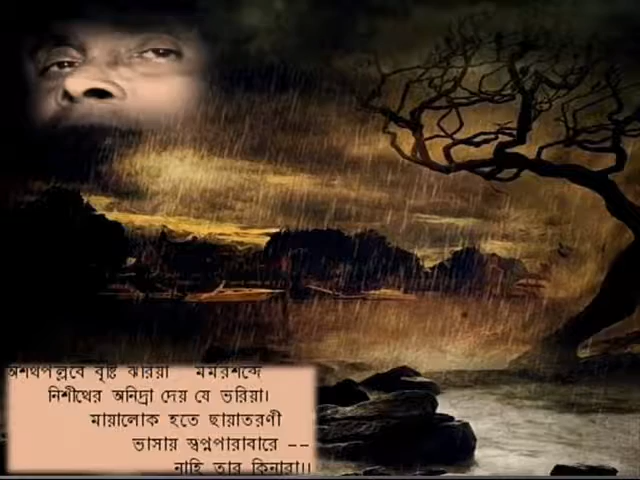 অশথপল্লবে বৃষ্টি ঝরিয়া মর্মরশব্দে
নিশীথের অনিদ্রা দেয় যে ভরিয়া।
মায়ালোক হতে ছায়াতরণী
ভাসায় স্বপ্নপারাবারে --
নাহি তার কিনারা।।